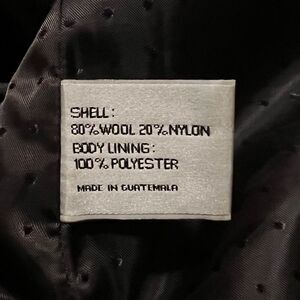 SHELL:
80% WOOL 20% NYLON
BODY LINING:
100% POLYESTER
MADE IN GUATEMALA